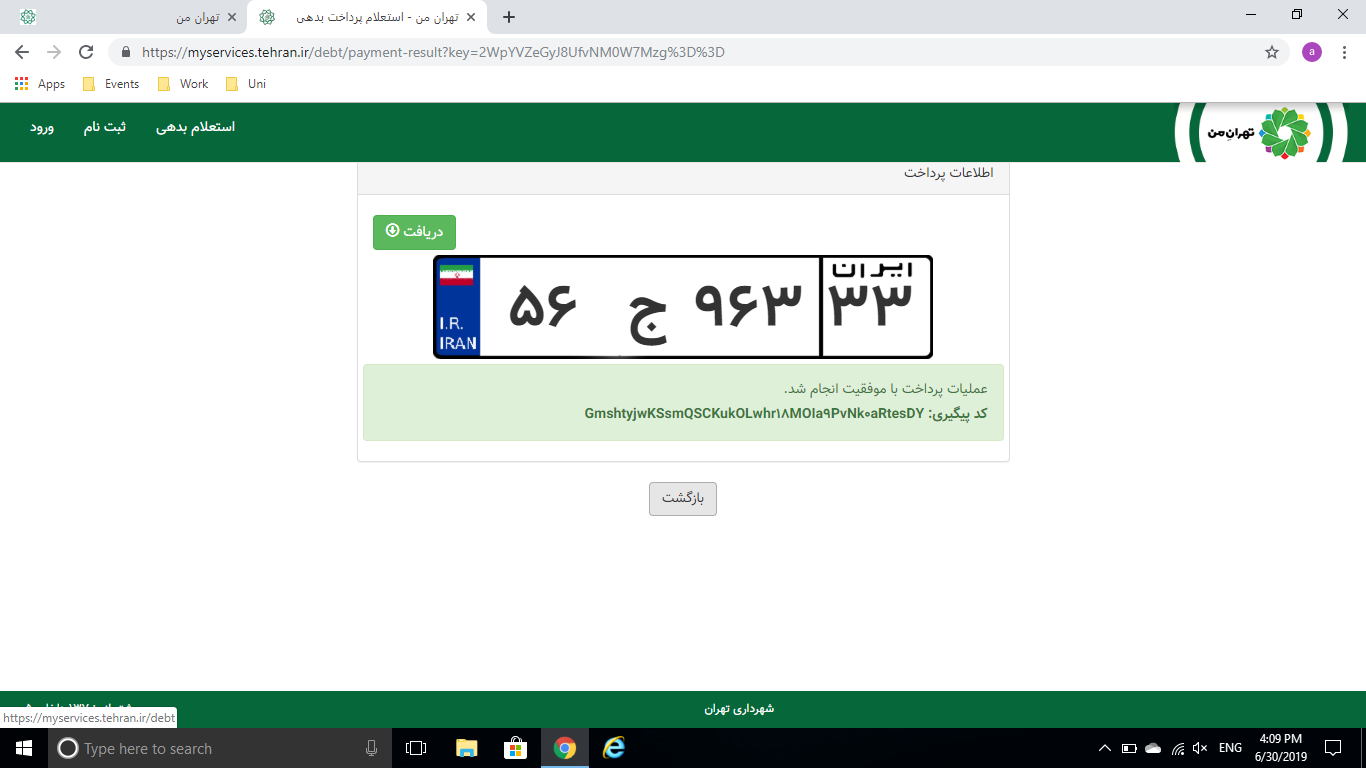 تهران من
تهران من - استعلام پرداخت بدهی
https://myservices.tehran.ir/debt/payment-result?key=2WpYVZeGyJ8UfvNM0W7Mzg%3D%3D
a
Apps Events Work Uni
استعلام بدهی ثبت نام ورود
تهران من
اطلاعات پرداخت
دریافت
I.R.
IRAN
۵۶ ج ۹۶۳
ایران
۳۳
عملیات پرداخت با موفقیت انجام شد.
کد پیگیری: GmshtyjwKSsmQSCKukOLwhr۱۸MOIa۹PvNk۰aRtesDY
بازگشت
شهرداری تهران
https://myservices.tehran.ir/debt
Type here to search
ENG
4:09 PM
6/30/2019